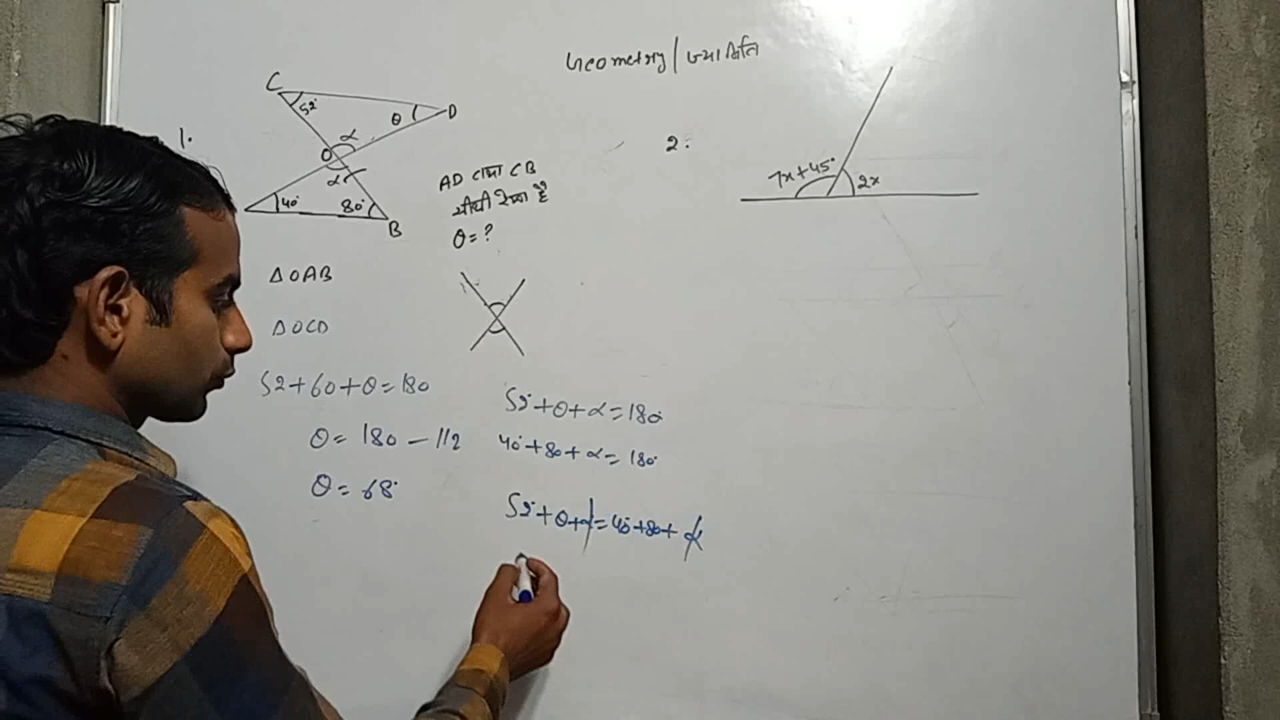 Geometry/ज्यामिति
1.
C
52°
θ
D
α
O
α
40°
80°
B
AD तथा CB
सीधी रेखा है
θ = ?
2:
7x+45°
2x
△OAB
△OCD
52+60+θ=180
θ = 180 – 112
θ = 68°
52°+θ+α=180°
40°+80+α=180°
52°+θ+α=40°+80+α